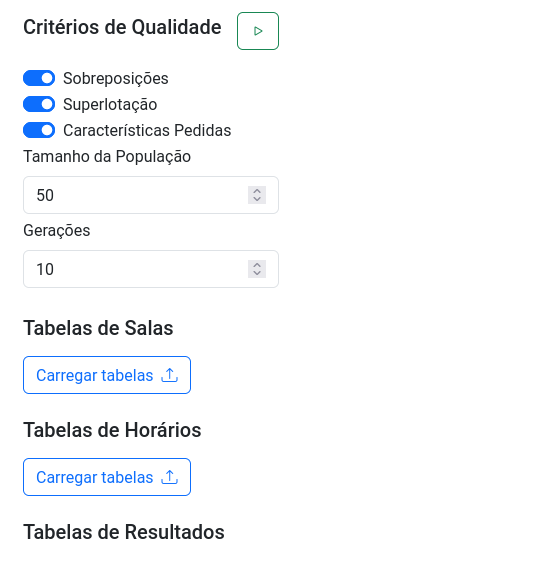 Critérios de Qualidade
Sobreposições
Superlotação
Características Pedidas
Tamanho da População
50
Gerações
10
Tabelas de Salas
Carregar tabelas
Tabelas de Horários
Carregar tabelas
Tabelas de Resultados